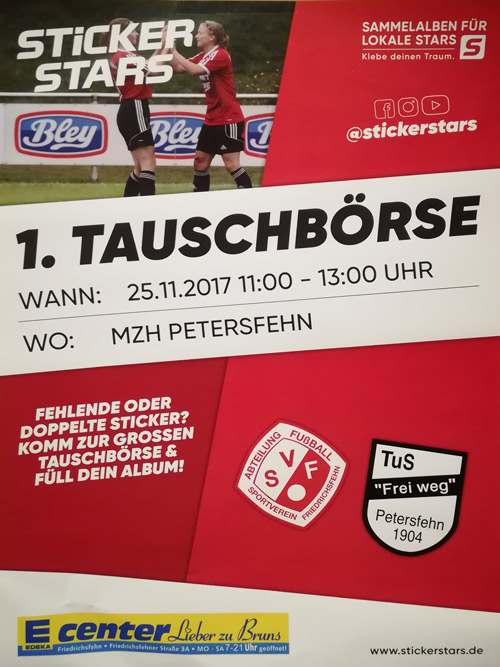 STiCKER
STARS
SAMMELALBEN FÜR
LOKALE STARS
Klebe deinen Traum.
S
@stickerstars
Bley
Bley
1. TAUSCHBÖRSE
WANN: 25.11.2017 11:00 - 13:00 UHR
WO: MZH PETERSFEHN
FEHLENDE ODER
DOPPELTE STICKER?
KOMM ZUR GROSSEN
TAUSCHBÖRSE &
FÜLL DEIN ALBUM!
ABTEILUNG FUßBALL
SVF
SPORTVEREIN FRIEDRICHSFEHN
TuS
"Frei weg"
Petersfehn
1904
E center Lieber zu Bruns
EDEKA Friedrichsfehn • Friedrichsfehner Straße 3A • MO - SA 7-21 Uhr geöffnet!
www.stickerstars.de